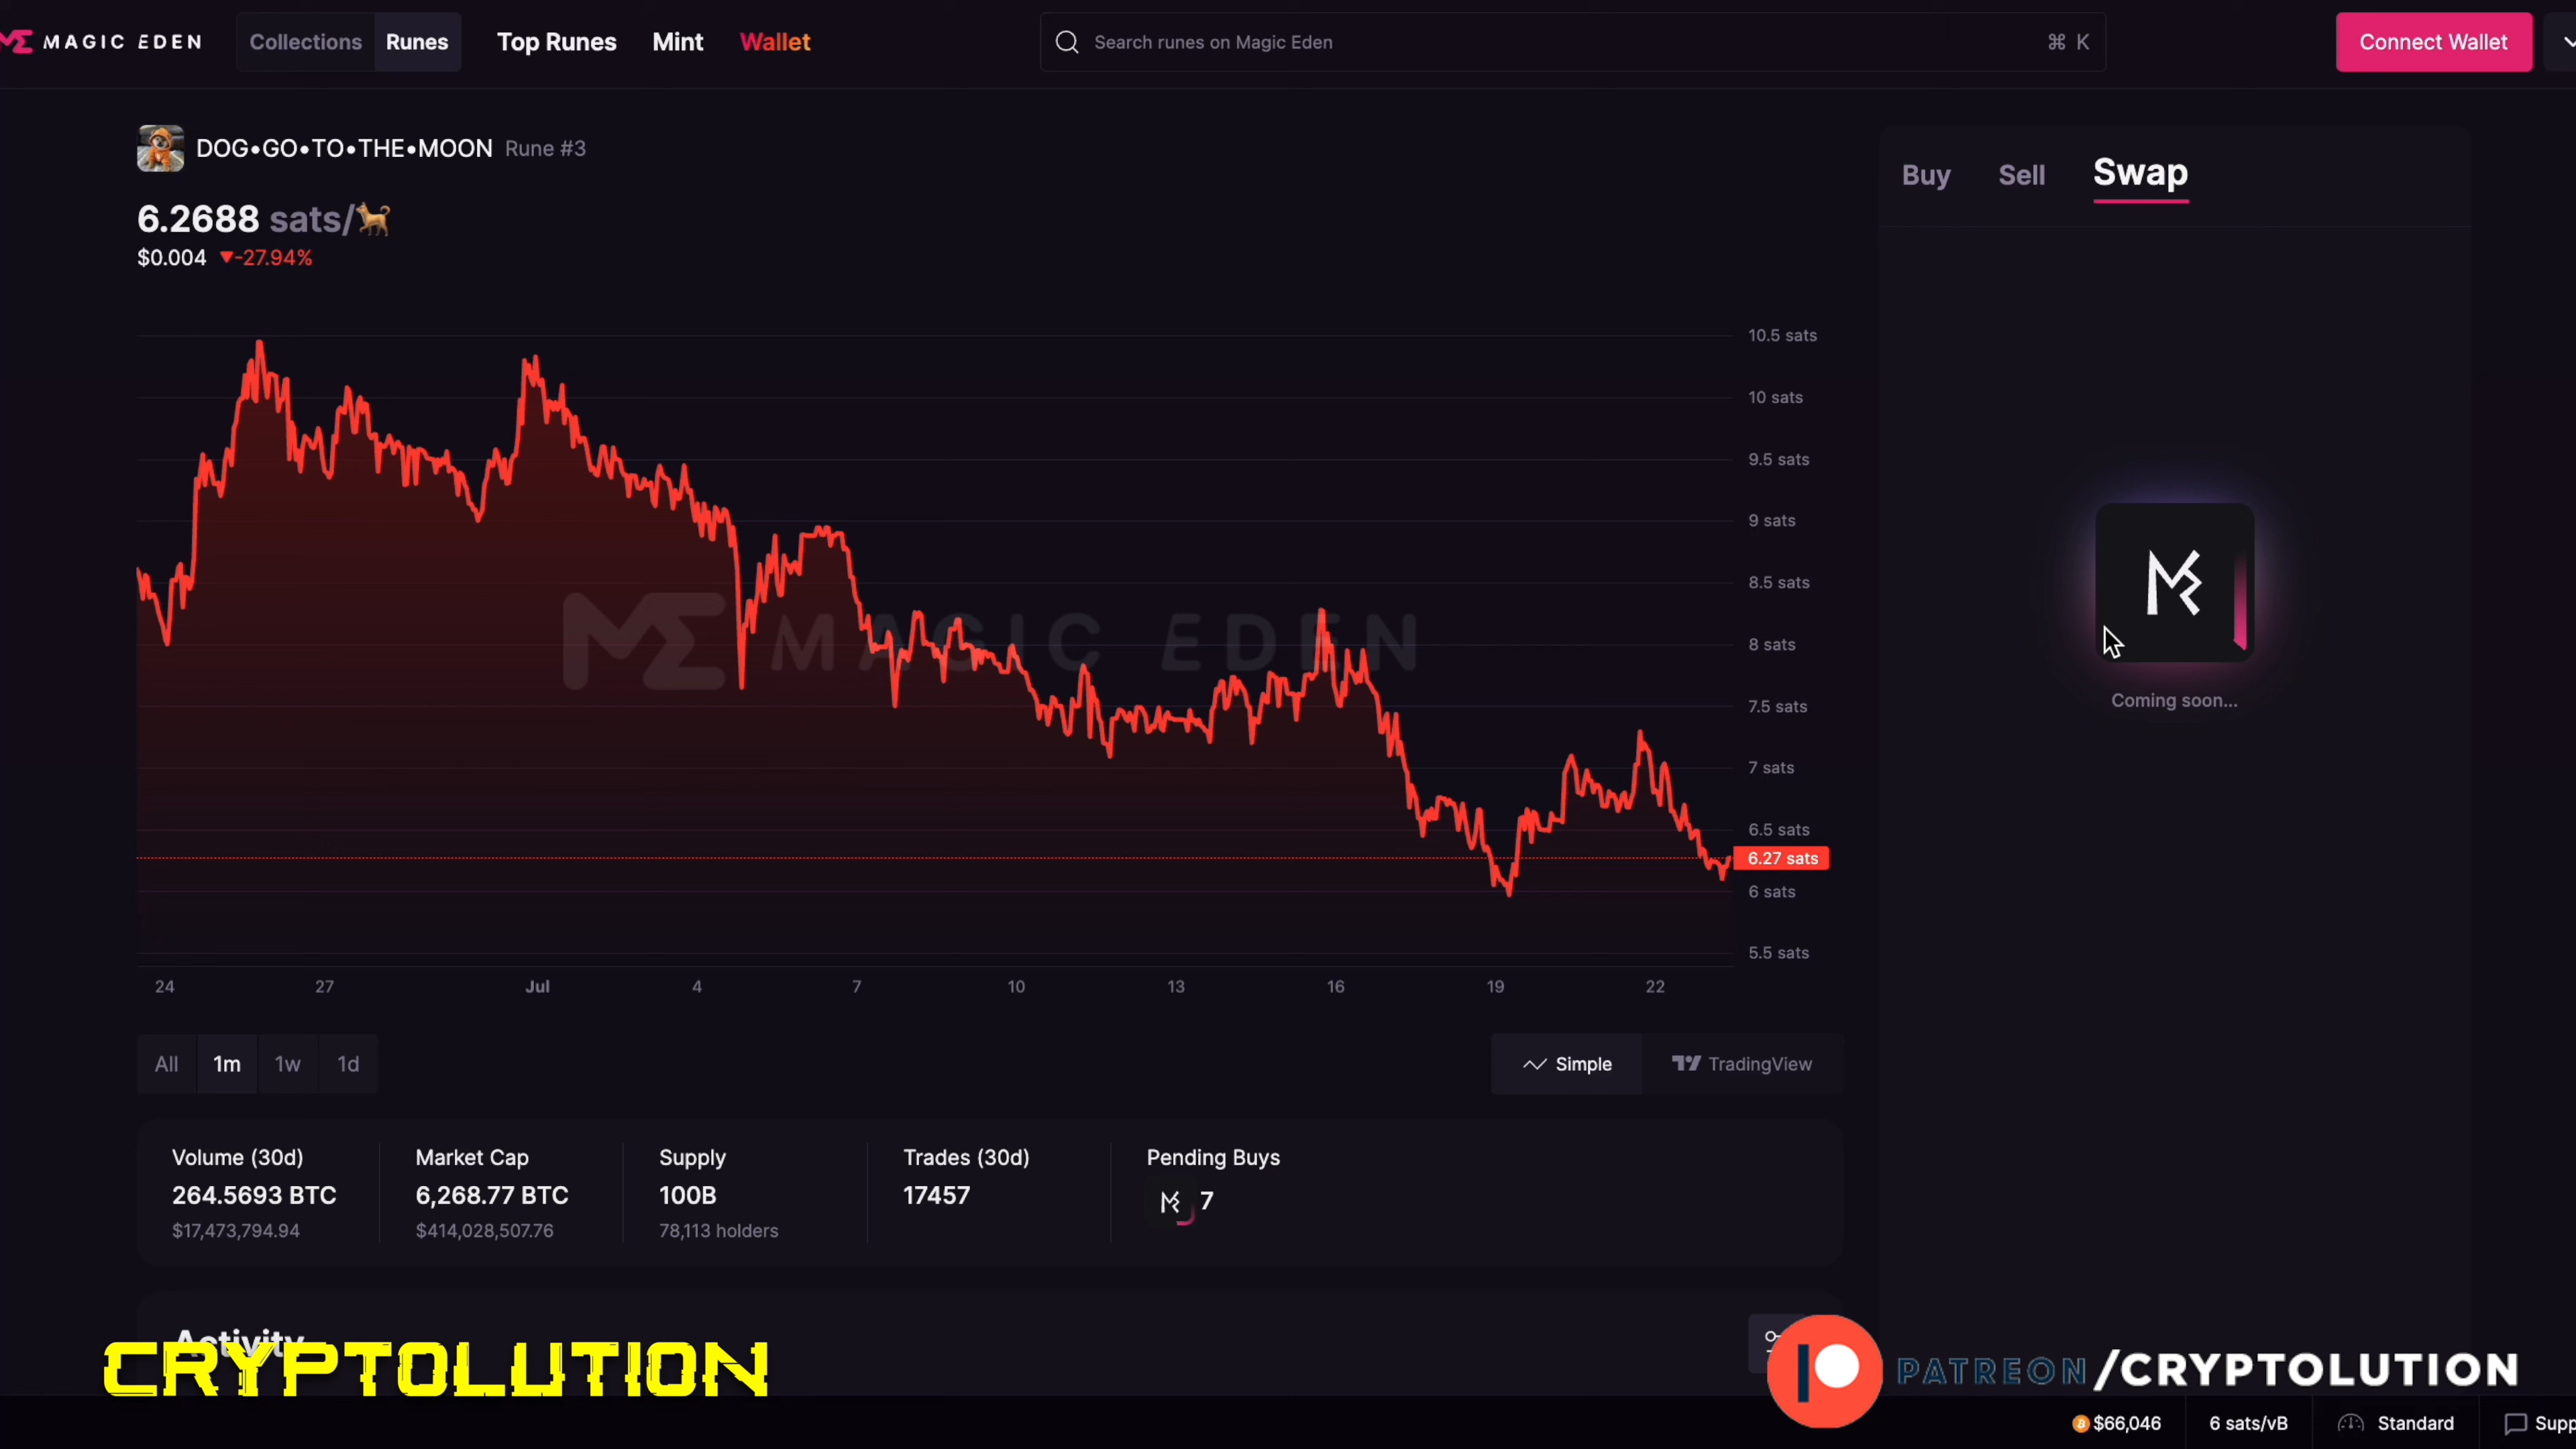 MAGIC EDEN
Collections
Runes
Top Runes
Mint
Wallet
Search runes on Magic Eden
⌘ K
Connect Wallet
DOG•GO•TO•THE•MOON Rune #3
6.2688 sats/🐕
$0.004 ▼-27.94%
Buy
Sell
Swap
10.5 sats
10 sats
9.5 sats
9 sats
8.5 sats
8 sats
7.5 sats
7 sats
6.5 sats
6.27 sats
6 sats
5.5 sats
MAGIC EDEN
Coming soon...
24 27 Jul 4 7 10 13 16 19 22
All 1m 1w 1d
Simple
TradingView
Volume (30d)
264.5693 BTC
$17,473,794.94
Market Cap
6,268.77 BTC
$414,028,507.76
Supply
100B
78,113 holders
Trades (30d)
17457
Pending Buys
7
Activity
CRYPTOLUTION
PATREON/CRYPTOLUTION
$66,046
6 sats/vB
Standard
Supp